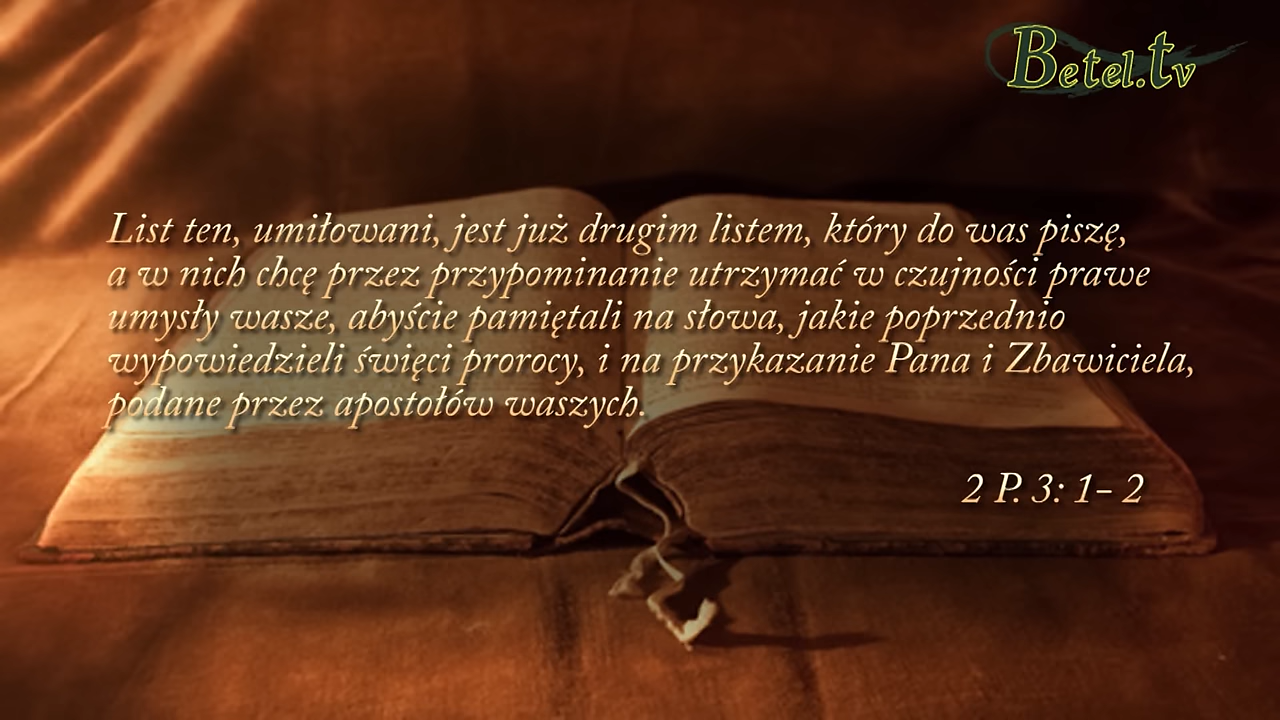 Betel.tv
List ten, umiłowani, jest już drugim listem, który do was piszę,
a w nich chcę przez przypominanie utrzymać w czujności prawe
umysły wasze, abyście pamiętali na słowa, jakie poprzednio
wypowiedzieli święci prorocy, i na przykazanie Pana i Zbawiciela,
podane przez apostołów waszych.
2 P. 3: 1- 2